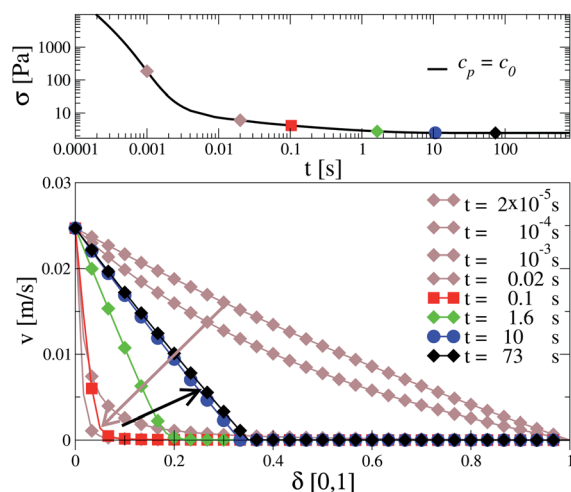 1000
100
10
σ [Pa]
c_p = c_0
0.0001 0.001 0.01 0.1 1 10 100
t [s]
0.03
0.02
0.01
0
v [m/s]
t = 2×10⁻⁵ s
t = 10⁻⁴ s
t = 10⁻³ s
t = 0.02 s
t = 0.1 s
t = 1.6 s
t = 10 s
t = 73 s
0 0.2 0.4 0.6 0.8 1
δ [0,1]